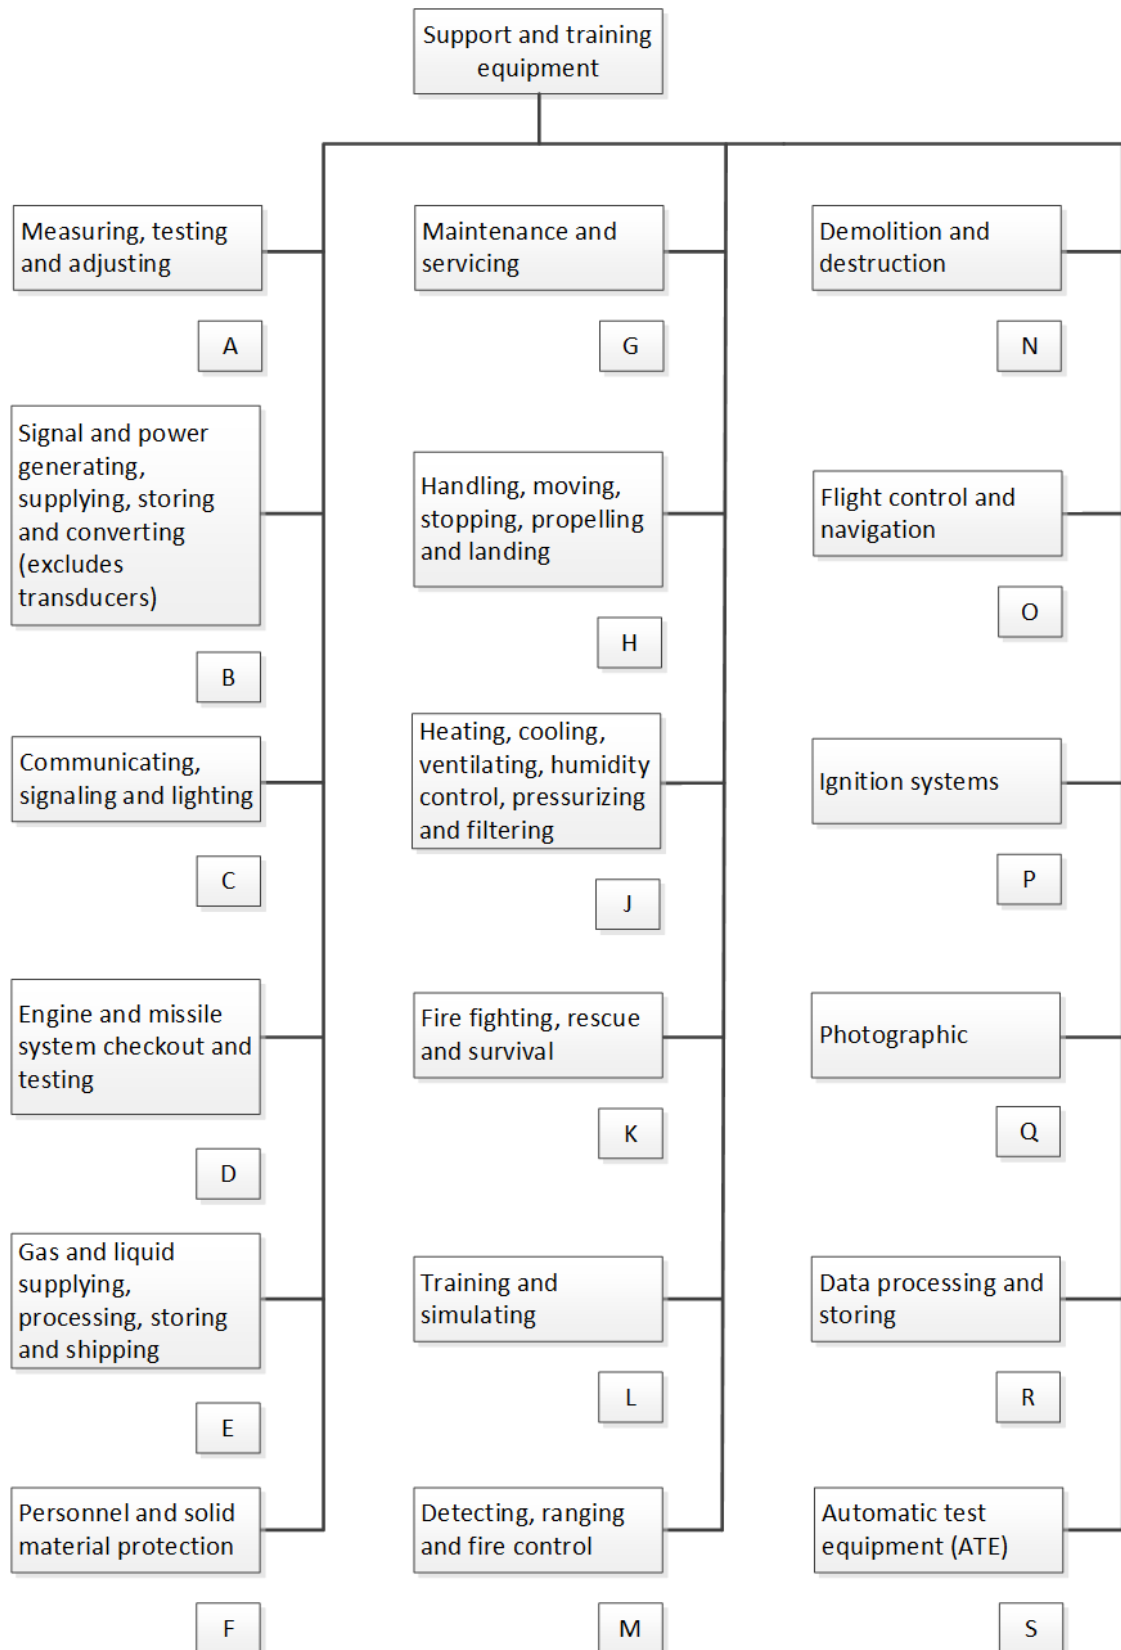 Support and training
equipment
Measuring, testing
and adjusting
A
Signal and power
generating,
supplying, storing
and converting
(excludes
transducers)
B
Communicating,
signaling and lighting
C
Engine and missile
system checkout and
testing
D
Gas and liquid
supplying,
processing, storing
and shipping
E
Personnel and solid
material protection
F
Maintenance and
servicing
G
Handling, moving,
stopping, propelling
and landing
H
Heating, cooling,
ventilating, humidity
control, pressurizing
and filtering
J
Fire fighting, rescue
and survival
K
Training and
simulating
L
Detecting, ranging
and fire control
M
Demolition and
destruction
N
Flight control and
navigation
O
Ignition systems
P
Photographic
Q
Data processing and
storing
R
Automatic test
equipment (ATE)
S